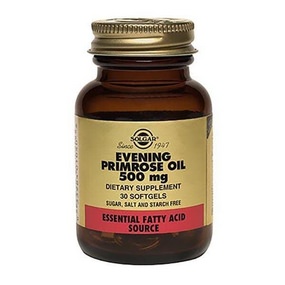 SOLGAR
Since 1947
EVENING
PRIMROSE OIL
500 mg
DIETARY SUPPLEMENT
30 SOFTGELS
SUGAR, SALT AND STARCH FREE
ESSENTIAL FATTY ACID
SOURCE